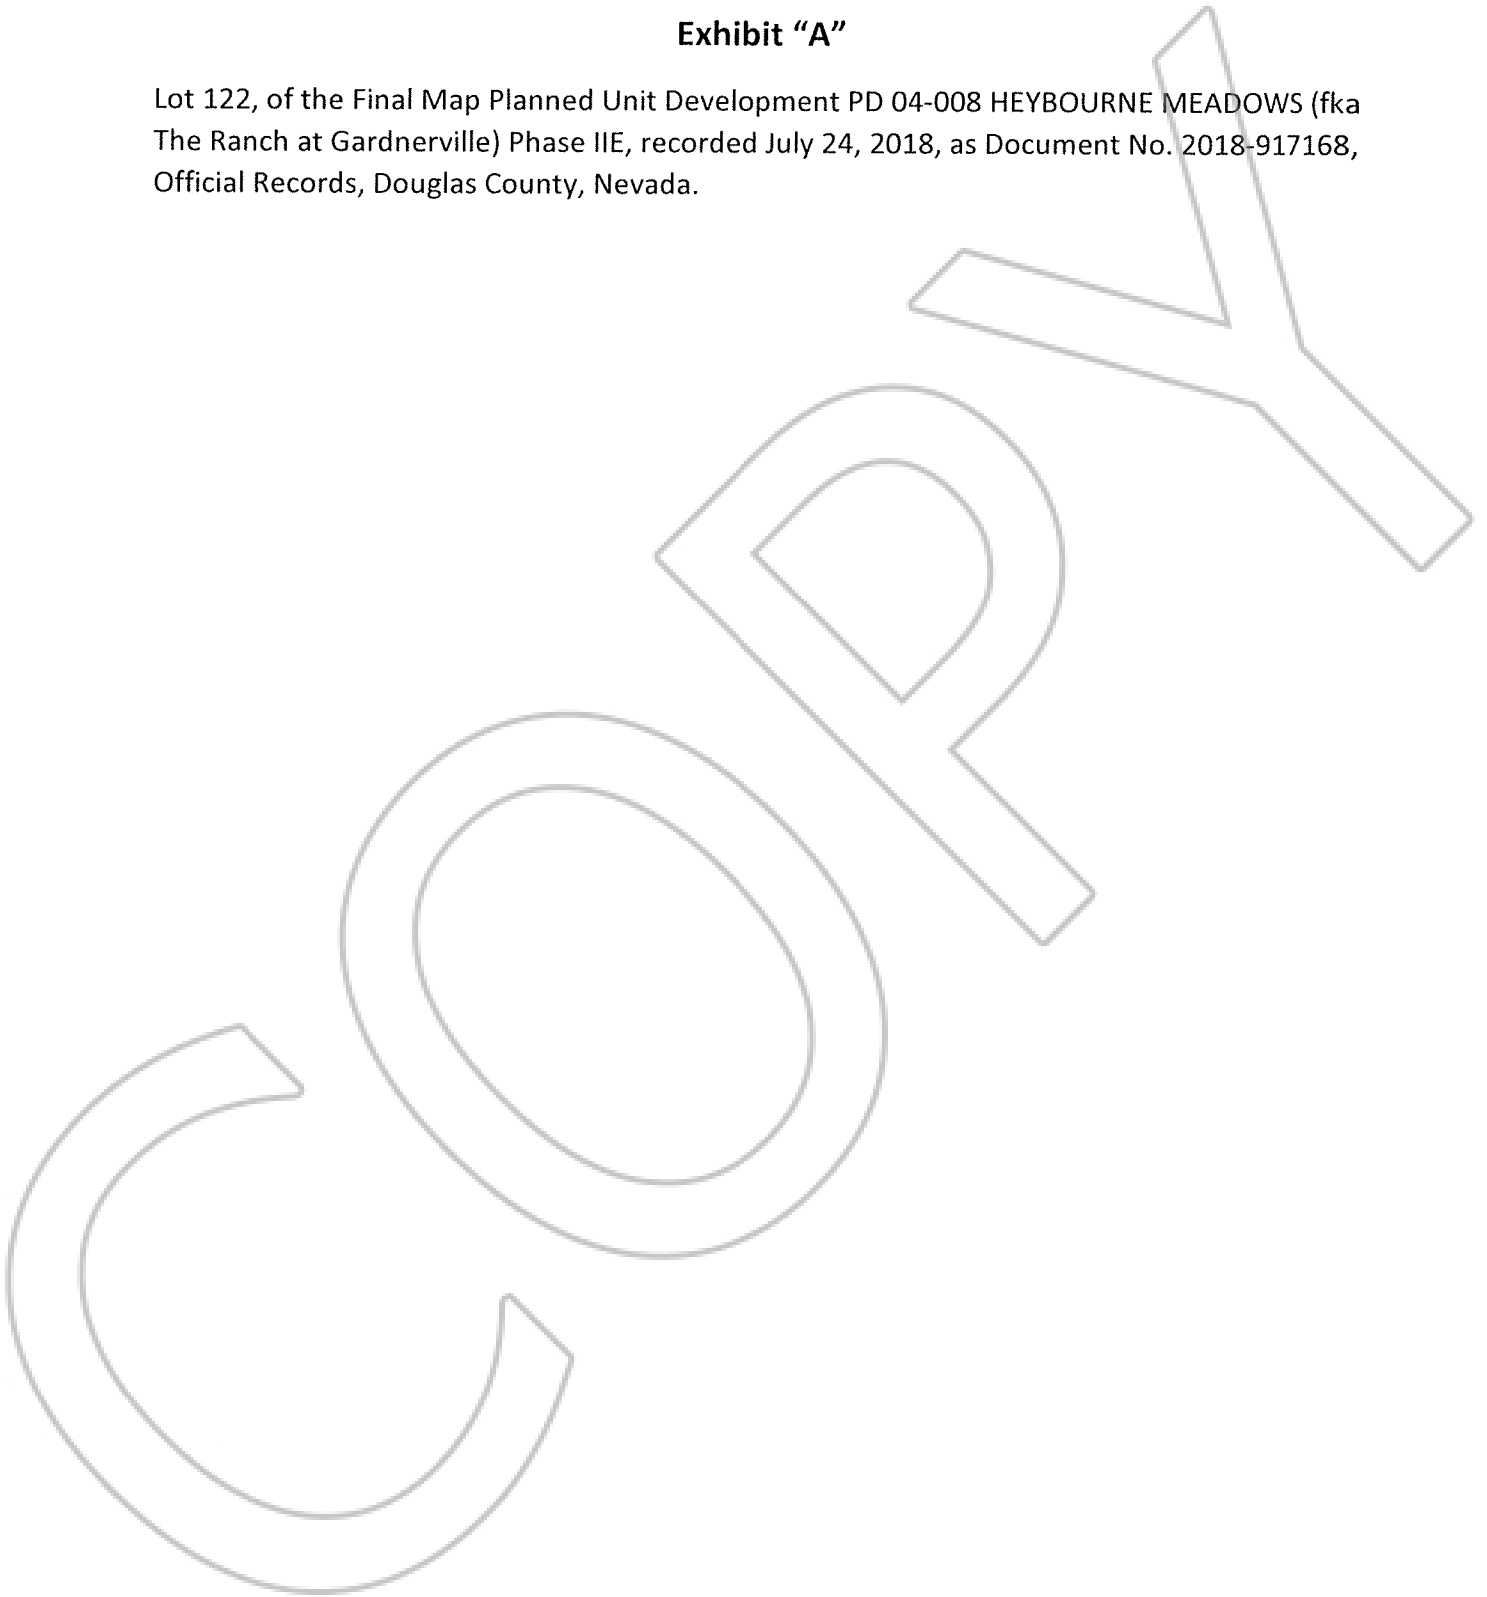 Exhibit “A”
Lot 122, of the Final Map Planned Unit Development PD 04-008 HEYBOURNE MEADOWS (fka
The Ranch at Gardnerville) Phase IIE, recorded July 24, 2018, as Document No. 2018-917168,
Official Records, Douglas County, Nevada.
COPY